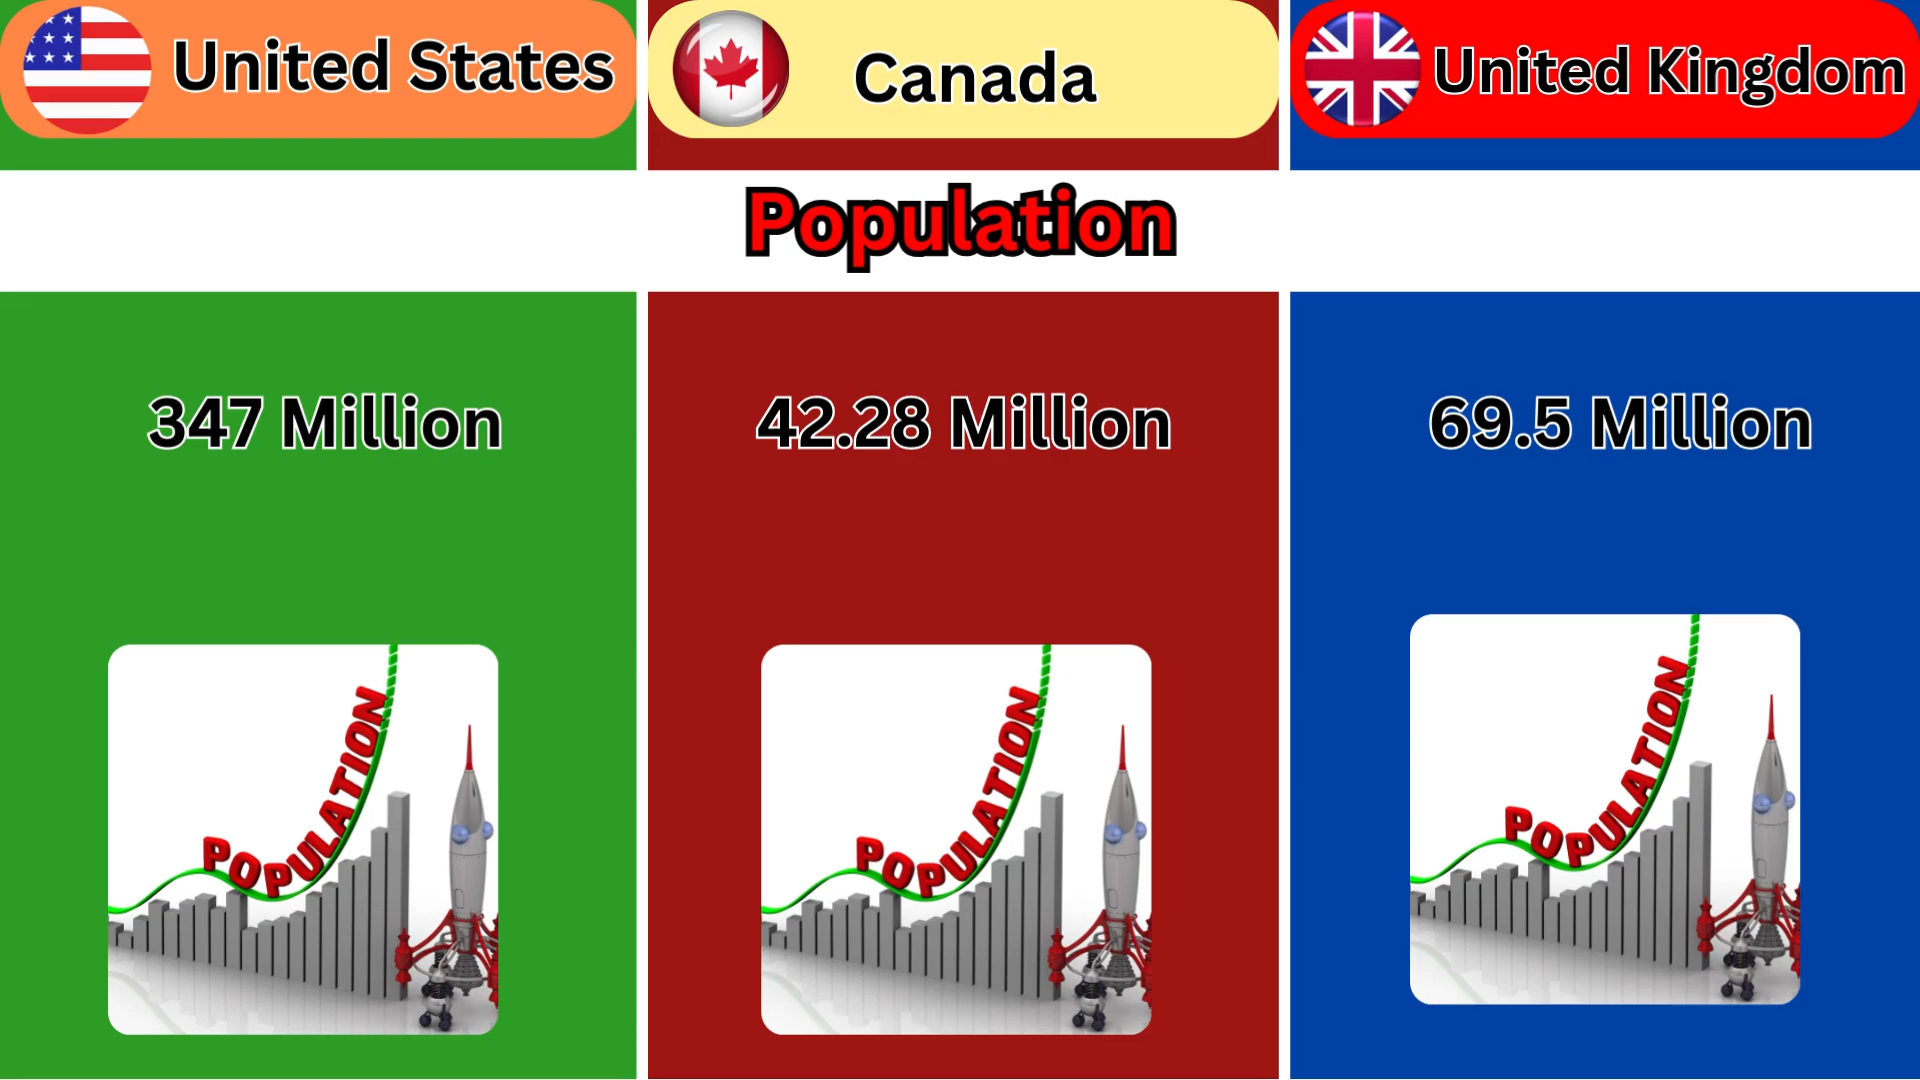 United States
Canada
United Kingdom
Population
347 Million
42.28 Million
69.5 Million
POPULATION
POPULATION
POPULATION